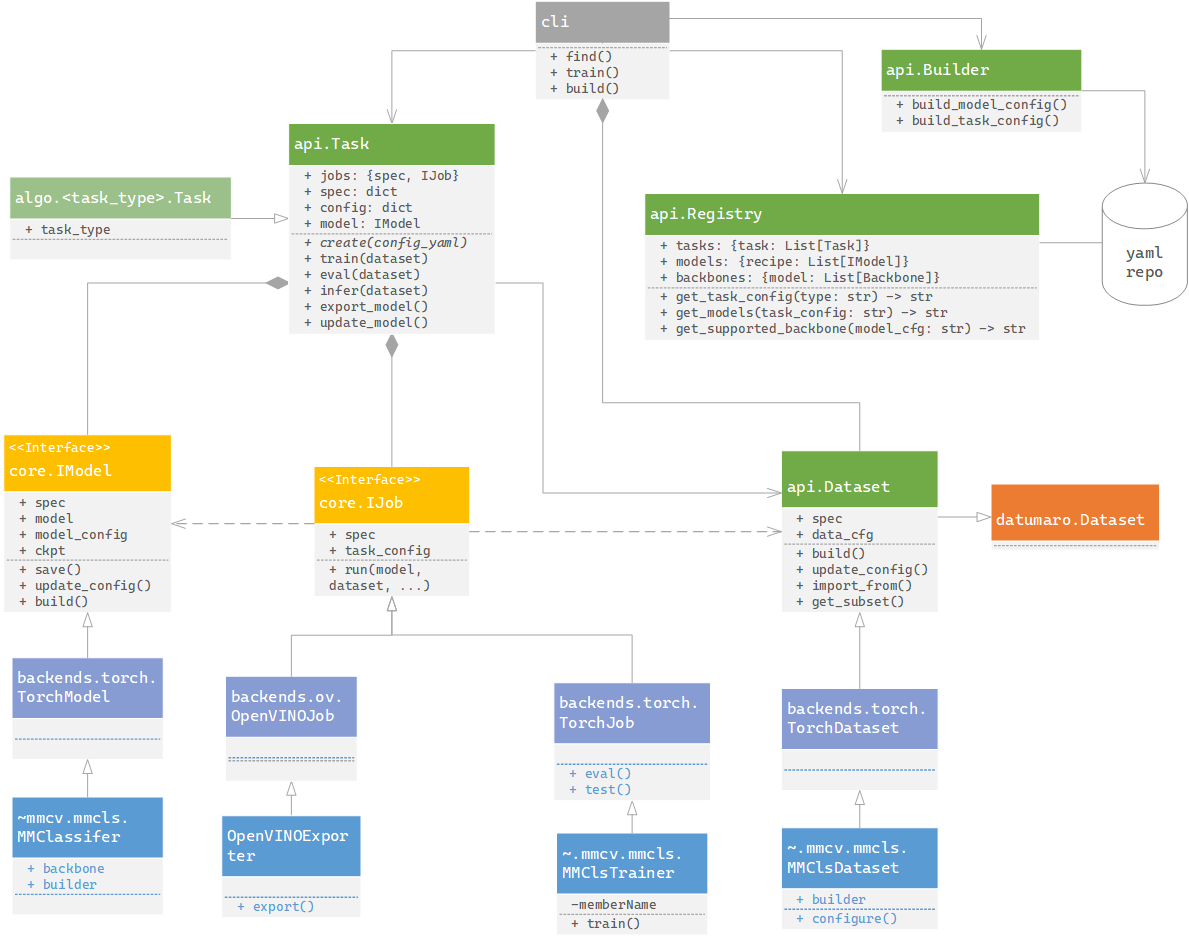 cli
+ find()
+ train()
+ build()
api.Builder
+ build_model_config()
+ build_task_config()
api.Task
+ jobs: {spec, IJob}
+ spec: dict
+ config: dict
+ model: IModel
+ create(config_yaml)
+ train(dataset)
+ eval(dataset)
+ infer(dataset)
+ export_model()
+ update_model()
algo.<task_type>.Task
+ task_type
api.Registry
+ tasks: {task: List[Task]}
+ models: {recipe: List[IModel]}
+ backbones: {model: List[Backbone]}
+ get_task_config(type: str) -> str
+ get_models(task_config: str) -> str
+ get_supported_backbone(model_cfg: str) -> str
yaml
repo
<<Interface>>
core.IModel
+ spec
+ model
+ model_config
+ ckpt
+ save()
+ update_config()
+ build()
<<Interface>>
core.IJob
+ spec
+ task_config
+ run(model,
dataset, ...)
api.Dataset
+ spec
+ data_cfg
+ build()
+ update_config()
+ import_from()
+ get_subset()
datumaro.Dataset
backends.torch.
TorchModel
backends.ov.
OpenVINOJob
backends.torch.
TorchJob
+ eval()
+ test()
backends.torch.
TorchDataset
~mmcv.mmcls.
MMClassifer
+ backbone
+ builder
OpenVINOExpor
ter
+ export()
~.mmcv.mmcls.
MMClsTrainer
-memberName
+ train()
~.mmcv.mmcls.
MMClsDataset
+ builder
+ configure()